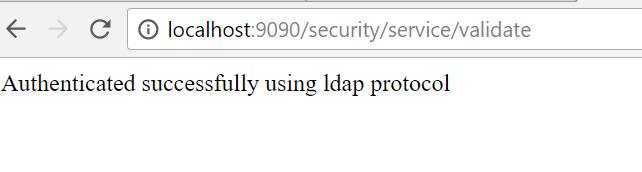 localhost:9090/security/service/validate
Authenticated successfully using ldap protocol